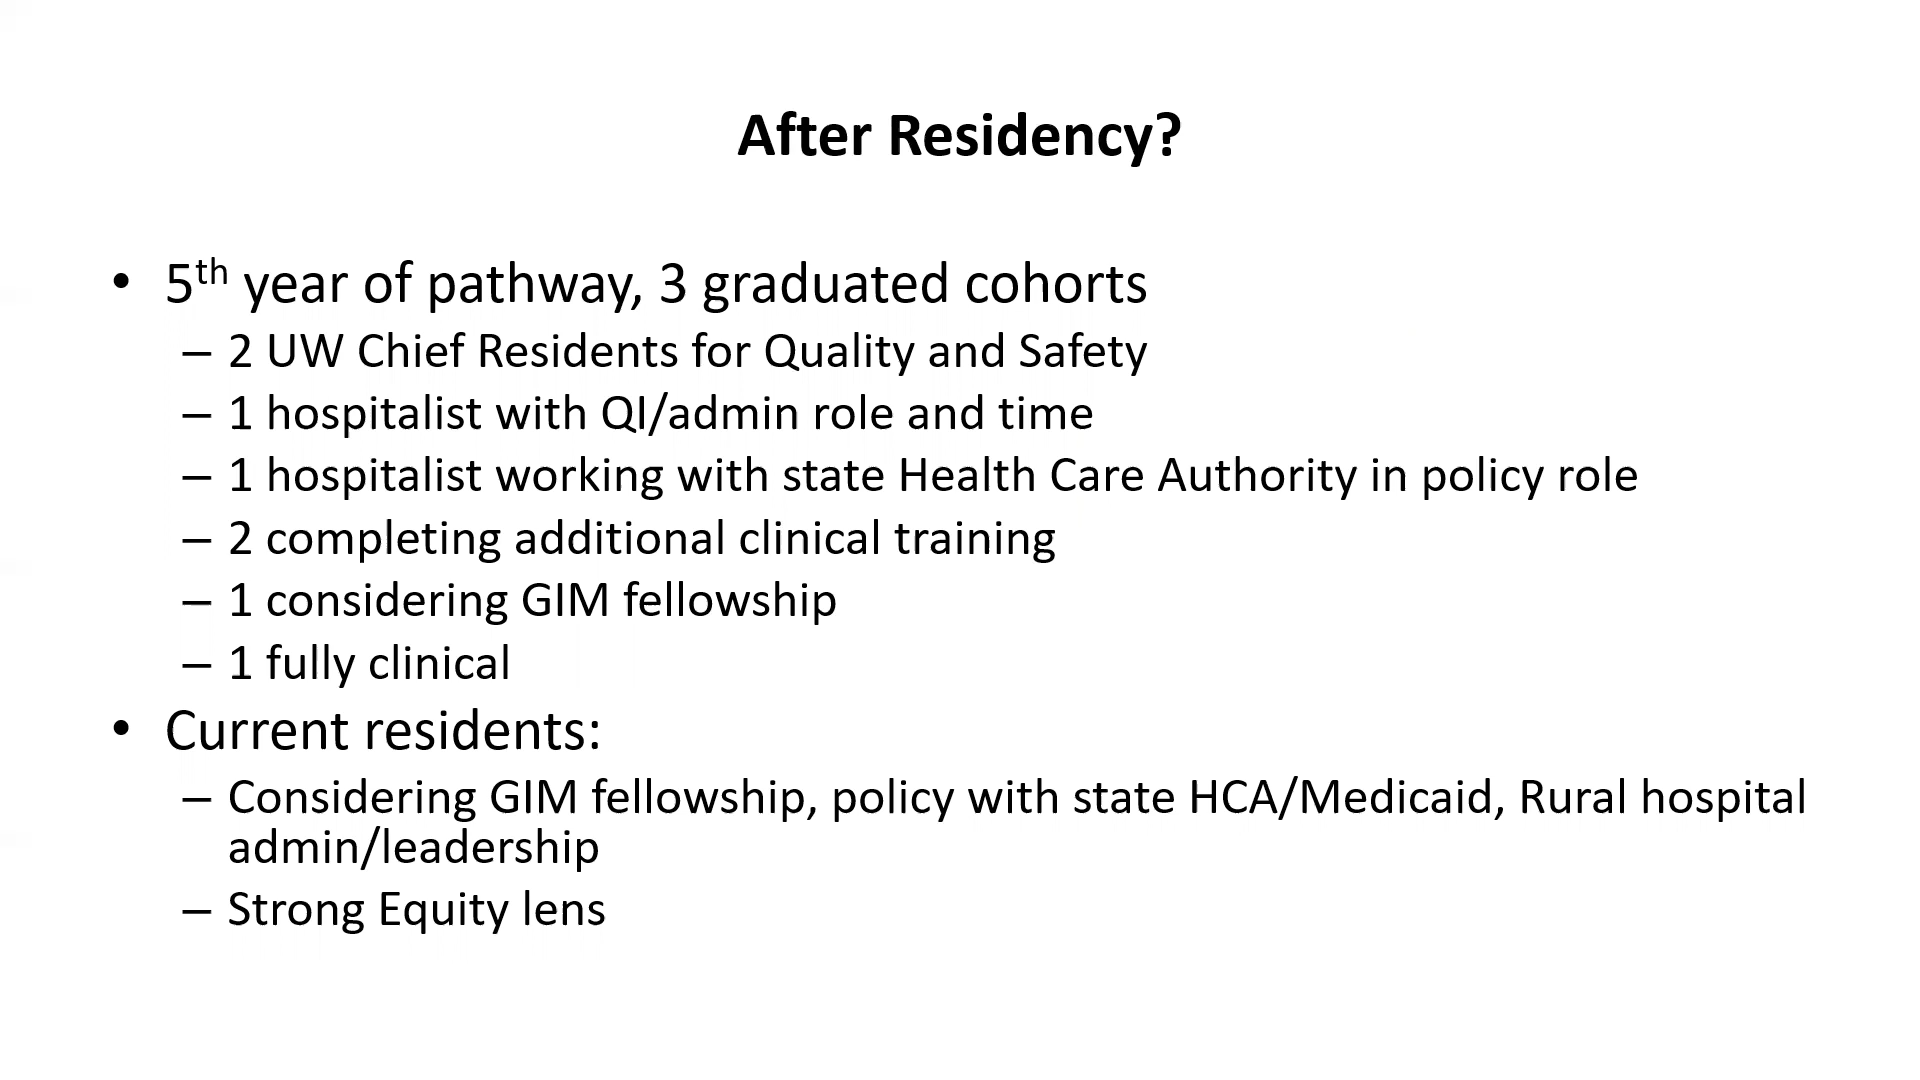 After Residency?
• 5th year of pathway, 3 graduated cohorts
– 2 UW Chief Residents for Quality and Safety
– 1 hospitalist with QI/admin role and time
– 1 hospitalist working with state Health Care Authority in policy role
– 2 completing additional clinical training
– 1 considering GIM fellowship
– 1 fully clinical
• Current residents:
– Considering GIM fellowship, policy with state HCA/Medicaid, Rural hospital
admin/leadership
– Strong Equity lens